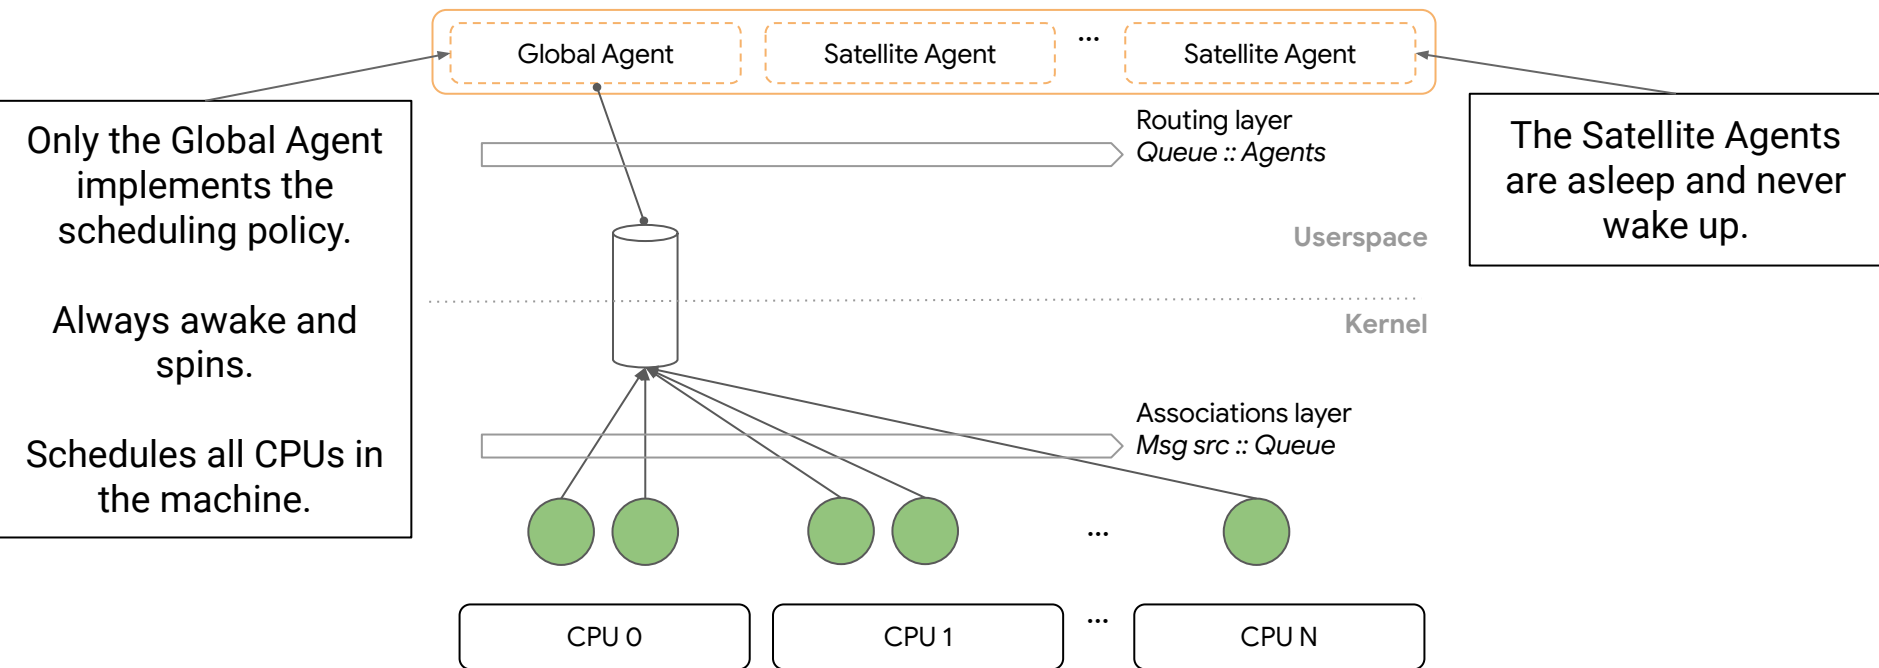 Global Agent
Satellite Agent
...
Satellite Agent
Only the Global Agent
implements the
scheduling policy.
Always awake and
spins.
Schedules all CPUs in
the machine.
The Satellite Agents
are asleep and never
wake up.
Routing layer
Queue :: Agents
Userspace
Kernel
Associations layer
Msg src :: Queue
...
CPU 0
CPU 1
...
CPU N